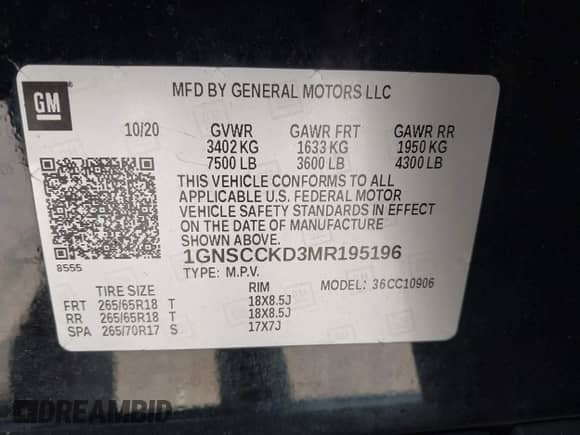 GM
MFD BY GENERAL MOTORS LLC
10/20 GVWR GAWR FRT GAWR RR
3402 KG 1633 KG 1950 KG
7500 LB 3600 LB 4300 LB
THIS VEHICLE CONFORMS TO ALL
APPLICABLE U.S. FEDERAL MOTOR
VEHICLE SAFETY STANDARDS IN EFFECT
ON THE DATE OF MANUFACTURE
SHOWN ABOVE.
8555
1GNSCCKD3MR195196
TYPE: M.P.V. MODEL: 36CC10906
TIRE SIZE RIM
FRT 265/65R18 T 18X8.5J
RR 265/65R18 T 18X8.5J
SPA 265/70R17 S 17X7J
DREAMBID